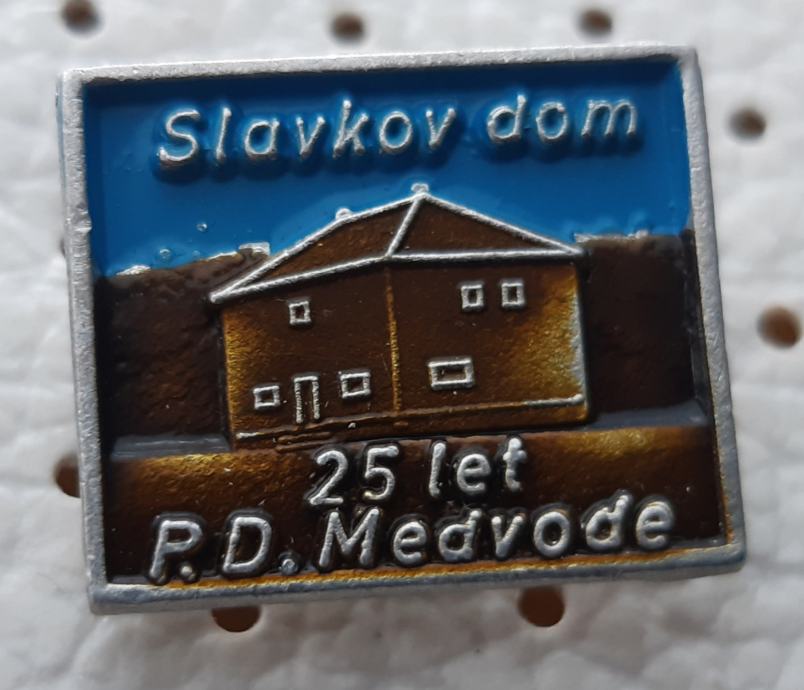 Slavkov dom
25 let
P.D. Medvode